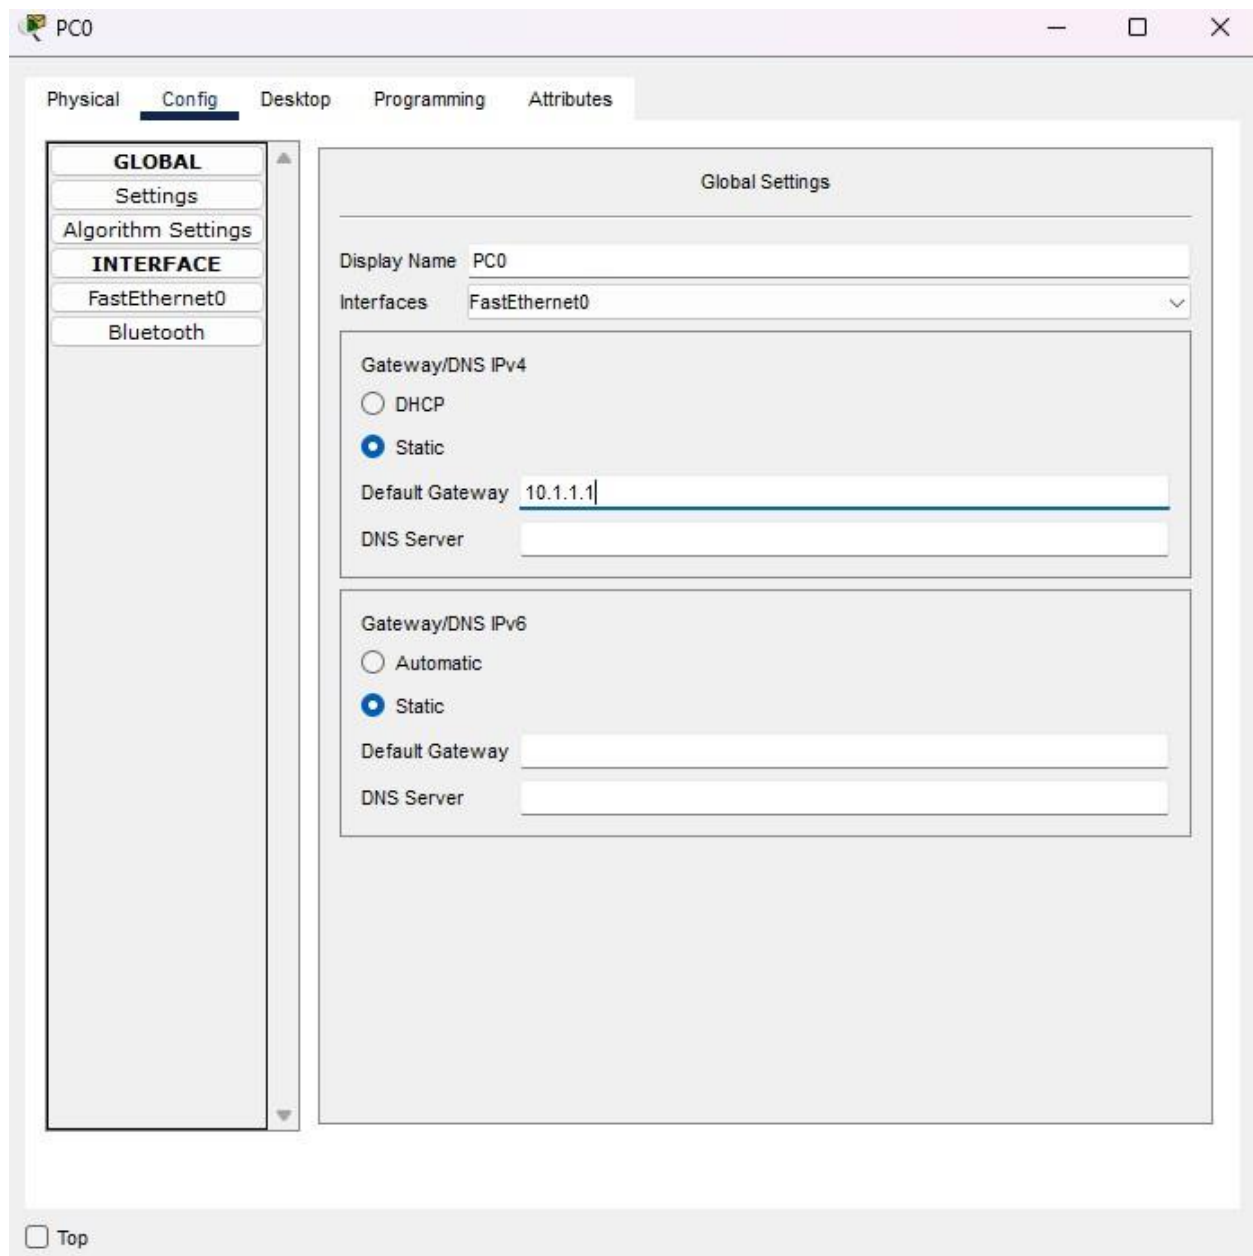 PC0
Physical Config Desktop Programming Attributes
GLOBAL
Settings
Algorithm Settings
INTERFACE
FastEthernet0
Bluetooth
Global Settings
Display Name PC0
Interfaces FastEthernet0
Gateway/DNS IPv4
DHCP
Static
Default Gateway 10.1.1.1
DNS Server
Gateway/DNS IPv6
Automatic
Static
Default Gateway
DNS Server
Top